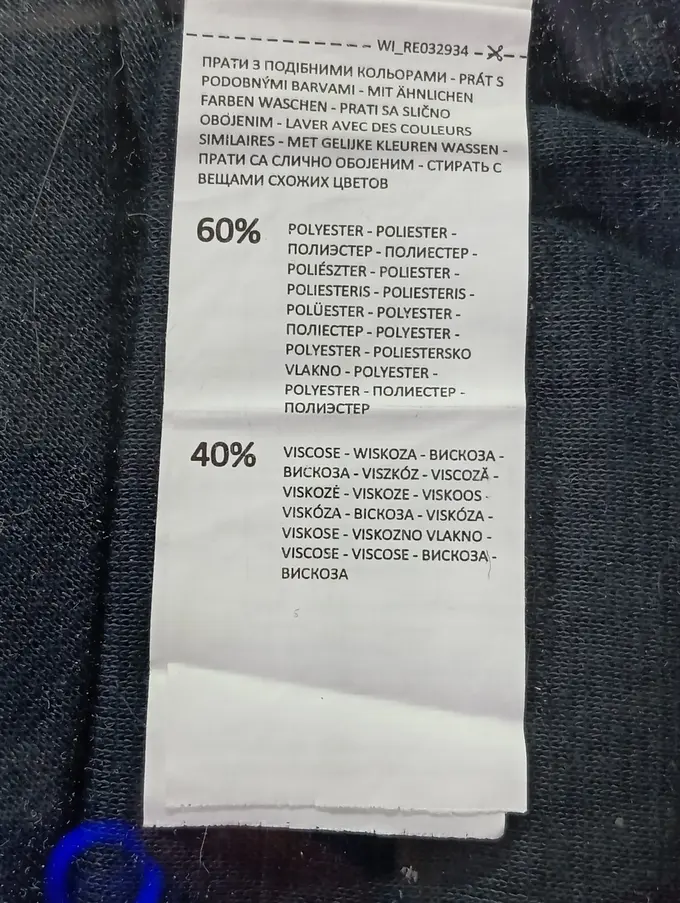 WI_RE032934
ПРАТИ З ПОДІБНИМИ КОЛЬОРАМИ - PRÁT S
PODOBNÝMI BARVAMI - MIT ÄHNLICHEN
FARBEN WASCHEN - PRATI SA SLIČNO
OBOJENIM - LAVER AVEC DES COULEURS
SIMILAIRES - MET GELIJKE KLEUREN WASSEN -
ПРАТИ СА СЛИЧНО ОБОЈЕНИМ - СТИРАТЬ С
ВЕЩАМИ СХОЖИХ ЦВЕТОВ
60% POLYESTER - POLIESTER -
ПОЛИЭСТЕР - ПОЛИЕСТЕР -
POLIÉSZTER - POLIESTER -
POLIESTERIS - POLIESTERIS -
POLÜESTER - POLYESTER -
ПОЛІЕСТЕР - POLYESTER -
POLYESTER - POLIESTERSKO
VLAKNO - POLYESTER -
POLYESTER - ПОЛИЕСТЕР -
ПОЛИЭСТЕР
40% VISCOSE - WISKOZA - ВИСКОЗА -
ВИСКОЗА - VISZKÓZ - VISCOZĂ -
VISKOZĖ - VISKOZE - VISKOOS -
VISKÓZA - ВІСКОЗА - VISKÓZA -
VISKOSE - VISKOZNO VLAKNO -
VISCOSE - VISCOSE - ВИСКОЗА -
ВИСКОЗА